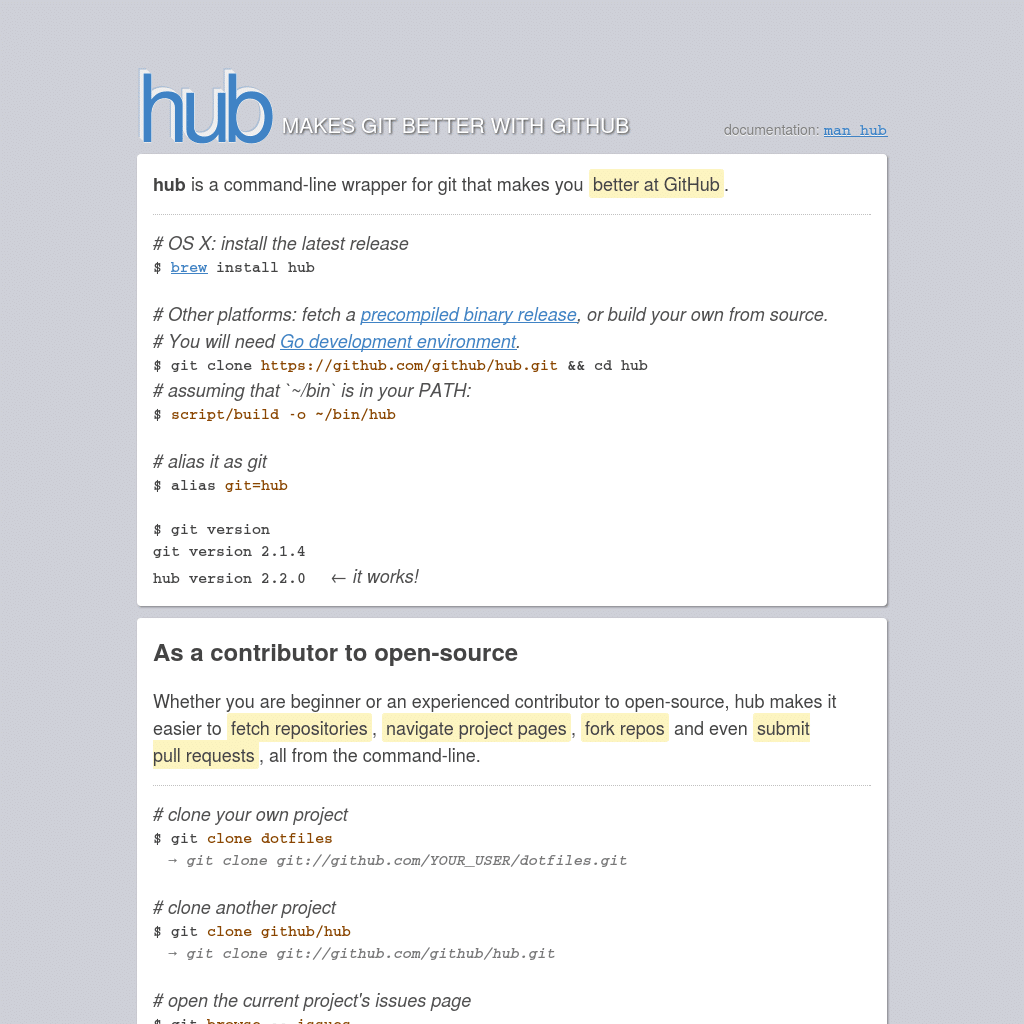 hub MAKES GIT BETTER WITH GITHUB documentation: man hub
hub is a command-line wrapper for git that makes you better at GitHub.
# OS X: install the latest release
$ brew install hub
# Other platforms: fetch a precompiled binary release, or build your own from source.
# You will need Go development environment.
$ git clone https://github.com/github/hub.git && cd hub
# assuming that `~/bin` is in your PATH:
$ script/build -o ~/bin/hub
# alias it as git
$ alias git=hub
$ git version
git version 2.1.4
hub version 2.2.0 ← it works!
As a contributor to open-source
Whether you are beginner or an experienced contributor to open-source, hub makes it
easier to fetch repositories, navigate project pages, fork repos and even submit
pull requests, all from the command-line.
# clone your own project
$ git clone dotfiles
→ git clone git://github.com/YOUR_USER/dotfiles.git
# clone another project
$ git clone github/hub
→ git clone git://github.com/github/hub.git
# open the current project's issues page
$ git browse -- issues